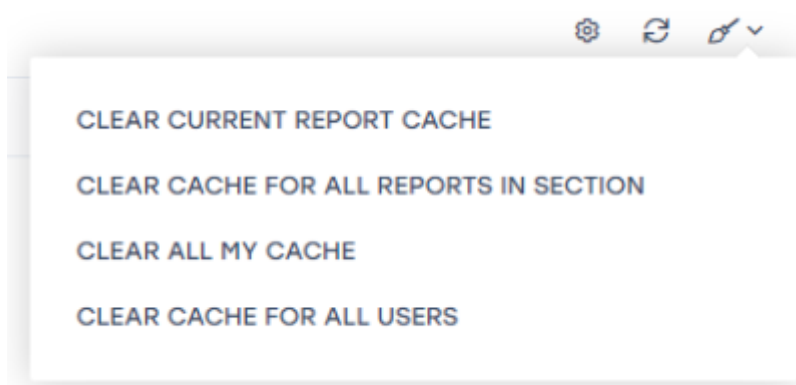 CLEAR CURRENT REPORT CACHE
CLEAR CACHE FOR ALL REPORTS IN SECTION
CLEAR ALL MY CACHE
CLEAR CACHE FOR ALL USERS